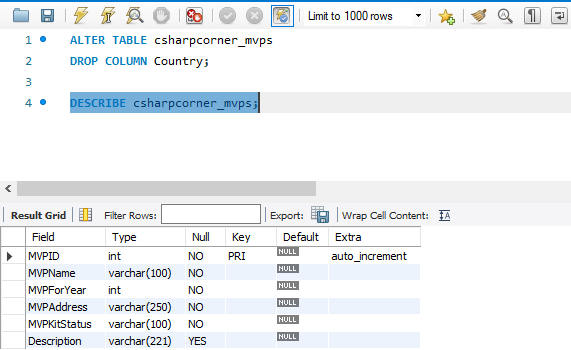 Limit to 1000 rows
1 ALTER TABLE csharpcorner_mvps
2 DROP COLUMN Country;
3
4 DESCRIBE csharpcorner_mvps;
Result Grid Filter Rows: Export: Wrap Cell Content: IA
Field Type Null Key Default Extra
MVPID int NO PRI NULL auto_increment
MVPName varchar(100) NO NULL
MVPForYear int NO NULL
MVPAddress varchar(250) NO NULL
MVPKitStatus varchar(100) NO NULL
Description varchar(221) YES NULL